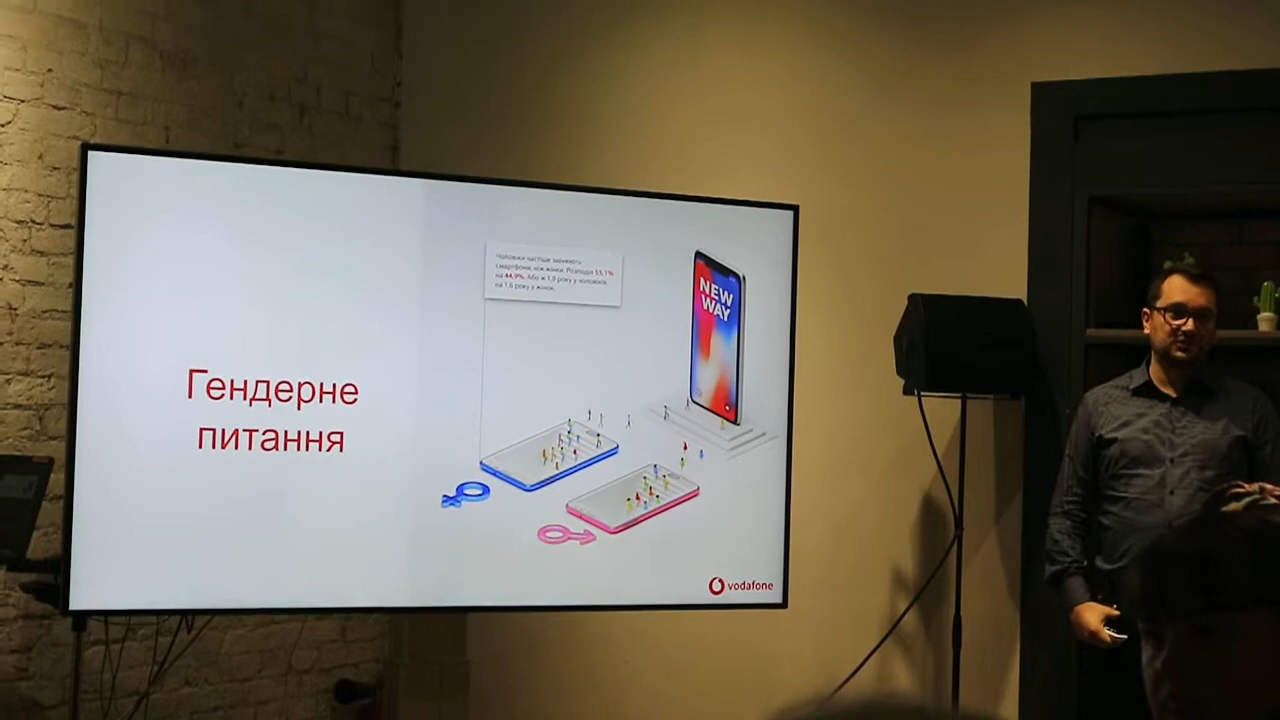 Гендерне
питання
Чоловіки частіше змінюють
смартфони, ніж жінки. Розподіл 55,1%
на 44,9%. Або ж 1,9 року у чоловіків
на 1,6 року у жінок.
NEW
WAY
vodafone